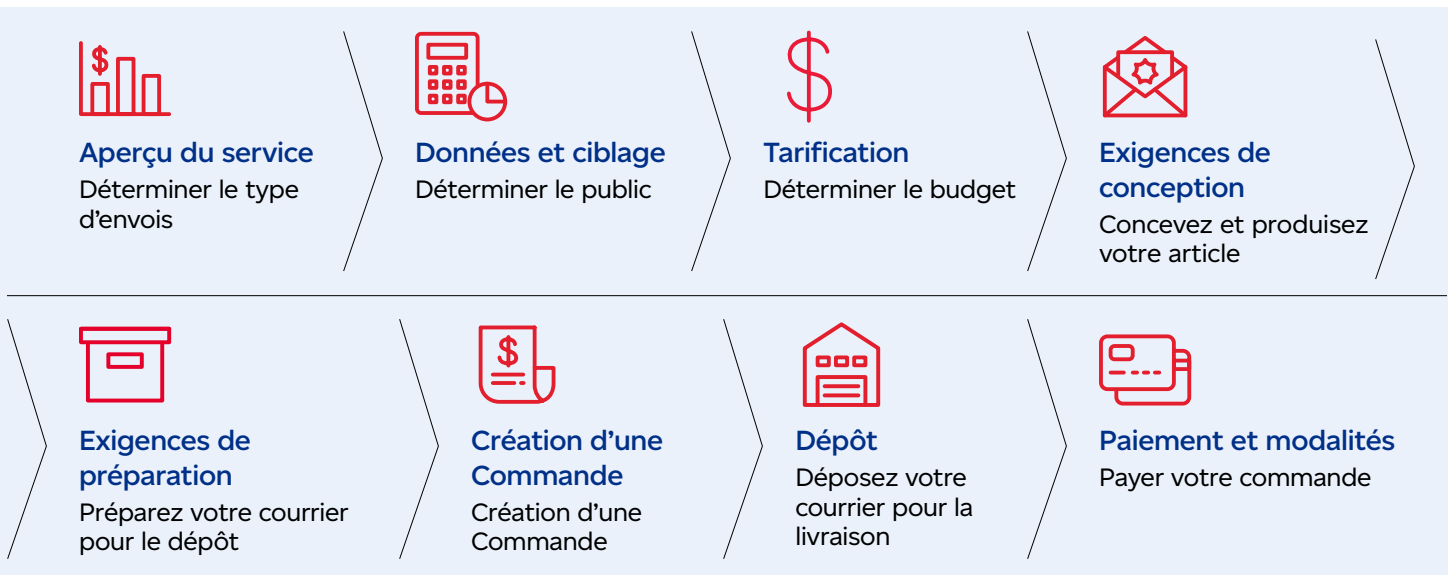 $
Aperçu du service
Déterminer le type
d’envois
Données et ciblage
Déterminer le public
$
Tarification
Déterminer le budget
Exigences de
conception
Concevez et produisez
votre article
Exigences de
préparation
Préparez votre courrier
pour le dépôt
$
Création d’une
Commande
Création d’une
Commande
Dépôt
Déposez votre
courrier pour la
livraison
Paiement et modalités
Payer votre commande